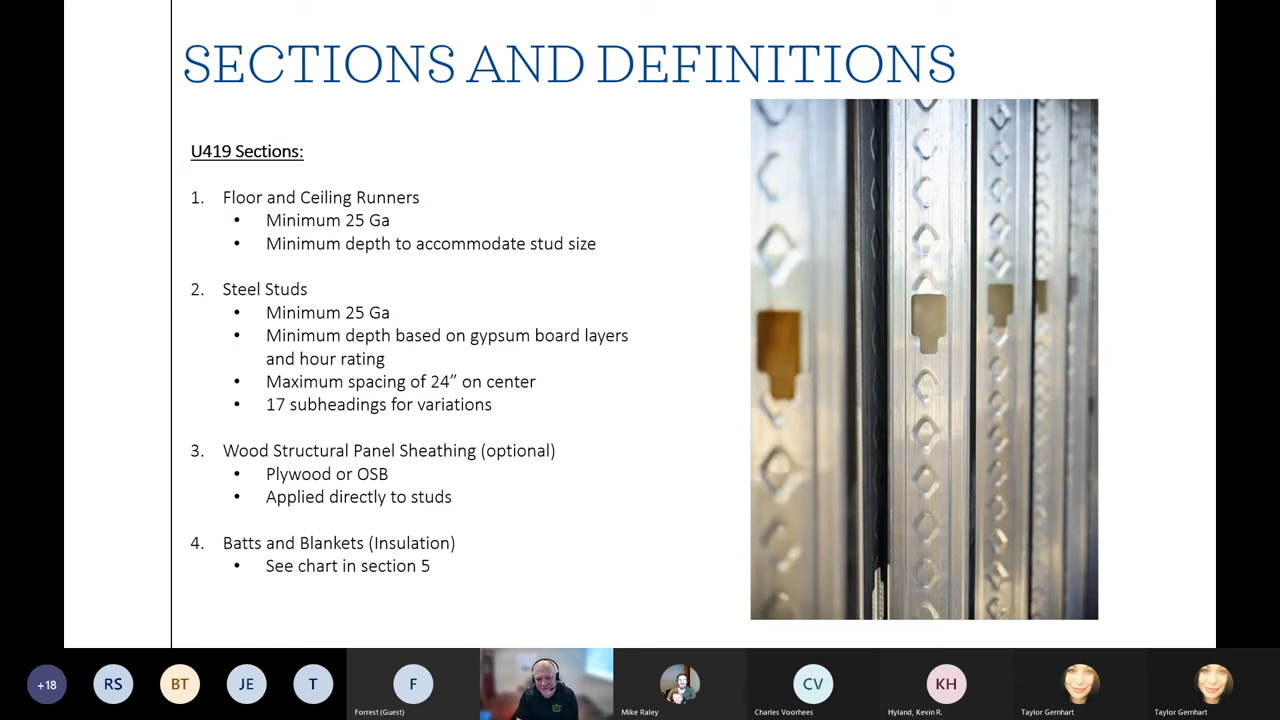 SECTIONS AND DEFINITIONS
U419 Sections:
1. Floor and Ceiling Runners
• Minimum 25 Ga
• Minimum depth to accommodate stud size
2. Steel Studs
• Minimum 25 Ga
• Minimum depth based on gypsum board layers
and hour rating
• Maximum spacing of 24” on center
• 17 subheadings for variations
3. Wood Structural Panel Sheathing (optional)
• Plywood or OSB
• Applied directly to studs
4. Batts and Blankets (Insulation)
• See chart in section 5
+18
RS
BT
JE
T
F
CV
KH
Forrest (Guest)
Mike Raley
Charles Voorhees
Hyland, Kevin R.
Taylor Gernhart
Taylor Gernhart